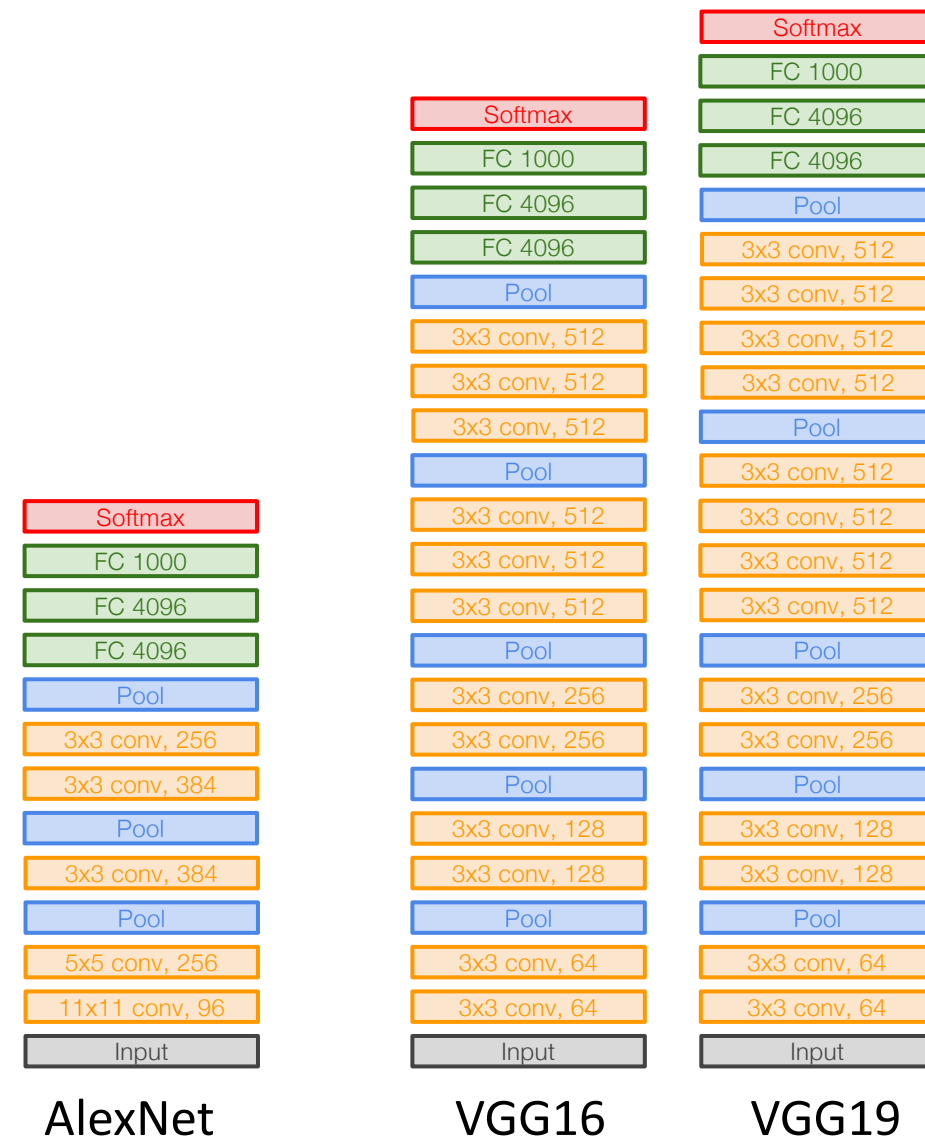 Softmax
FC 1000
FC 4096
FC 4096
Pool
3x3 conv, 256
3x3 conv, 384
Pool
3x3 conv, 384
Pool
5x5 conv, 256
11x11 conv, 96
Input
AlexNet
Softmax
FC 1000
FC 4096
FC 4096
Pool
3x3 conv, 512
3x3 conv, 512
3x3 conv, 512
Pool
3x3 conv, 512
3x3 conv, 512
3x3 conv, 512
Pool
3x3 conv, 256
3x3 conv, 256
Pool
3x3 conv, 128
3x3 conv, 128
Pool
3x3 conv, 64
3x3 conv, 64
Input
VGG16
Softmax
FC 1000
FC 4096
FC 4096
Pool
3x3 conv, 512
3x3 conv, 512
3x3 conv, 512
3x3 conv, 512
Pool
3x3 conv, 512
3x3 conv, 512
3x3 conv, 512
3x3 conv, 512
Pool
3x3 conv, 256
3x3 conv, 256
Pool
3x3 conv, 128
3x3 conv, 128
Pool
3x3 conv, 64
3x3 conv, 64
Input
VGG19